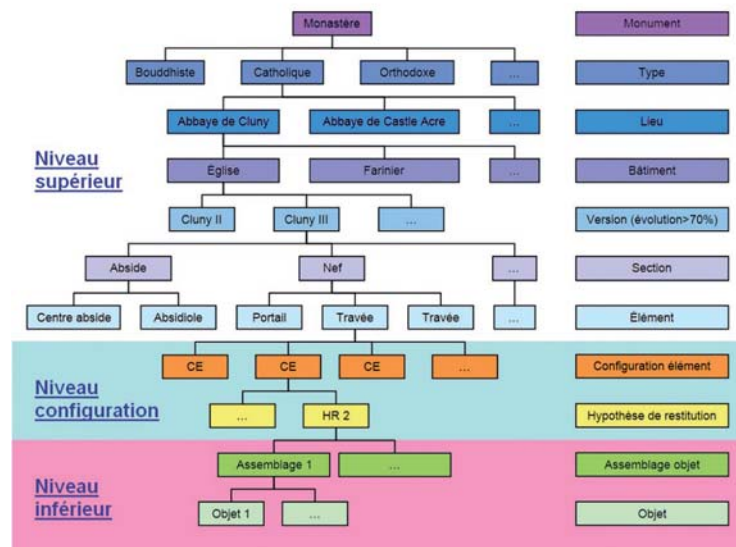 Monastère
Monument
Bouddhiste
Catholique
Orthodoxe
...
Type
Abbaye de Cluny
Abbaye de Castle Acre
...
Lieu
Niveau
supérieur
Église
Farinier
...
Bâtiment
Cluny II
Cluny III
...
Version (évolution>70%)
Abside
Nef
...
Section
Centre abside
Absidiole
Portail
Travée
Travée
...
Élément
Niveau
configuration
CE
CE
CE
...
Configuration élément
...
HR 2
Hypothèse de restitution
Niveau
inférieur
Assemblage 1
...
Assemblage objet
Objet 1
...
Objet